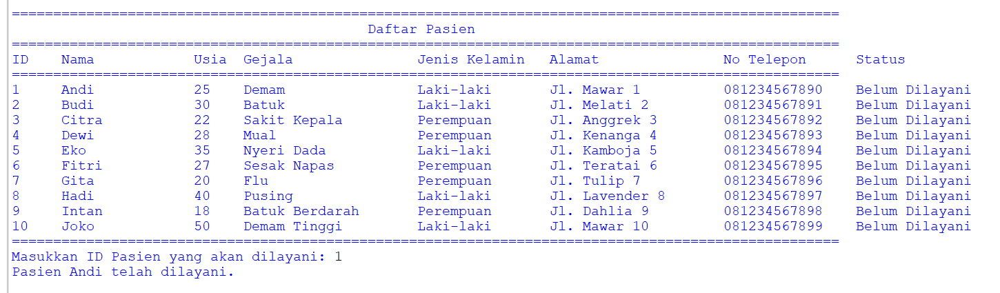 ====================================================================================================
Daftar Pasien
====================================================================================================
ID    Nama            Usia  Gejala               Jenis Kelamin   Alamat               No Telepon      Status
====================================================================================================
1     Andi            25    Demam                Laki-laki       Jl. Mawar 1          081234567890    Belum Dilayani
2     Budi            30    Batuk                Laki-laki       Jl. Melati 2         081234567891    Belum Dilayani
3     Citra           22    Sakit Kepala         Perempuan       Jl. Anggrek 3        081234567892    Belum Dilayani
4     Dewi            28    Mual                 Perempuan       Jl. Kenanga 4        081234567893    Belum Dilayani
5     Eko             35    Nyeri Dada           Laki-laki       Jl. Kamboja 5        081234567894    Belum Dilayani
6     Fitri           27    Sesak Napas          Perempuan       Jl. Teratai 6        081234567895    Belum Dilayani
7     Gita            20    Flu                  Perempuan       Jl. Tulip 7          081234567896    Belum Dilayani
8     Hadi            40    Pusing               Laki-laki       Jl. Lavender 8       081234567897    Belum Dilayani
9     Intan           18    Batuk Berdarah       Perempuan       Jl. Dahlia 9         081234567898    Belum Dilayani
10    Joko            50    Demam Tinggi         Laki-laki       Jl. Mawar 10         081234567899    Belum Dilayani
====================================================================================================
Masukkan ID Pasien yang akan dilayani: 1
Pasien Andi telah dilayani.